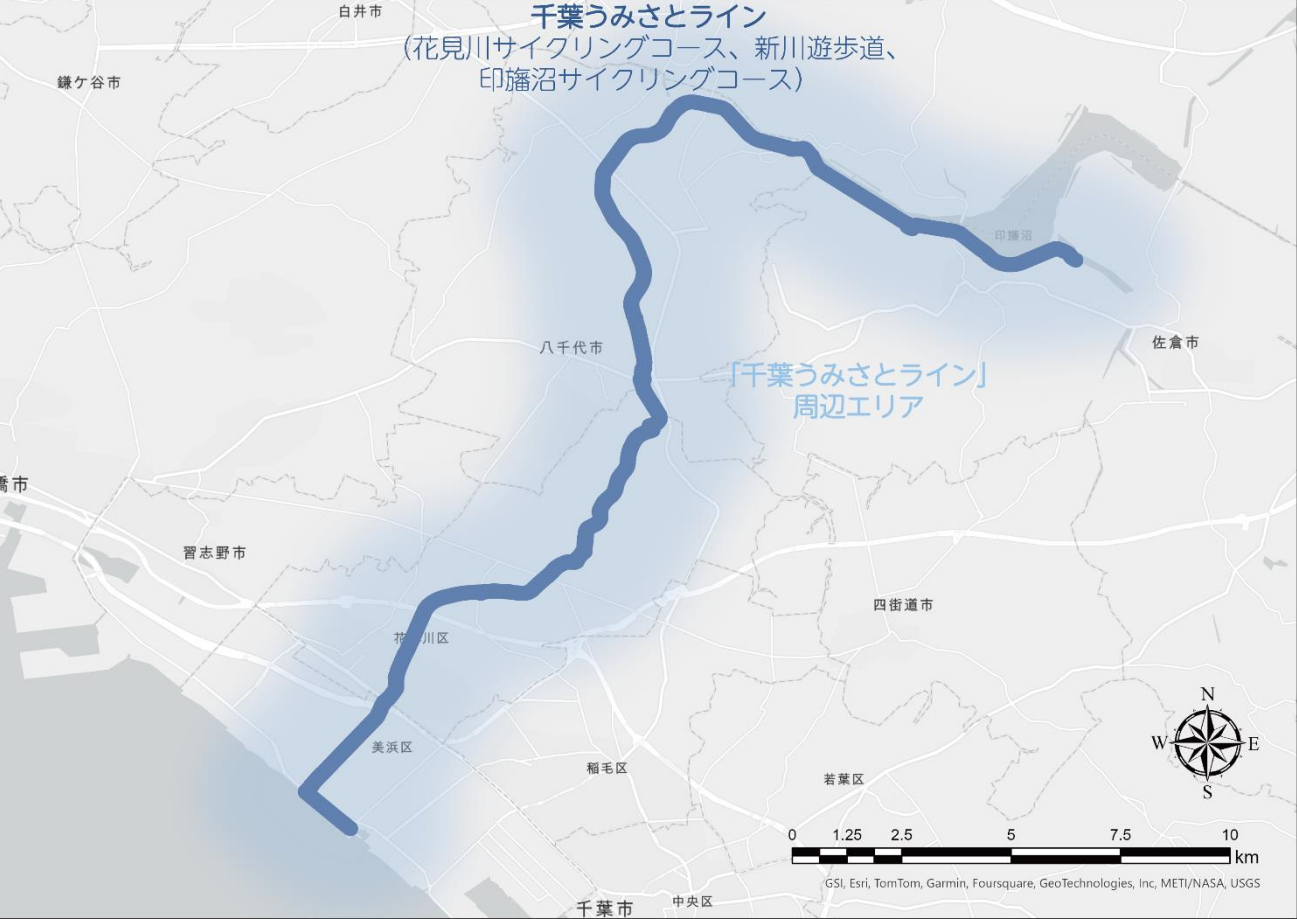 白井市
千葉うみさとライン
（花見川サイクリングコース、新川遊歩道、
印旛沼サイクリングコース）
鎌ケ谷市
印旛沼
八千代市
佐倉市
「千葉うみさとライン」
周辺エリア
橋市
習志野市
四街道市
花 川区
美浜区
稲毛区
若葉区
N
W E
S
0 1.25 2.5 5 7.5 10
km
GSI, Esri, TomTom, Garmin, Foursquare, GeoTechnologies, Inc, METI/NASA, USGS
千葉市
中央区